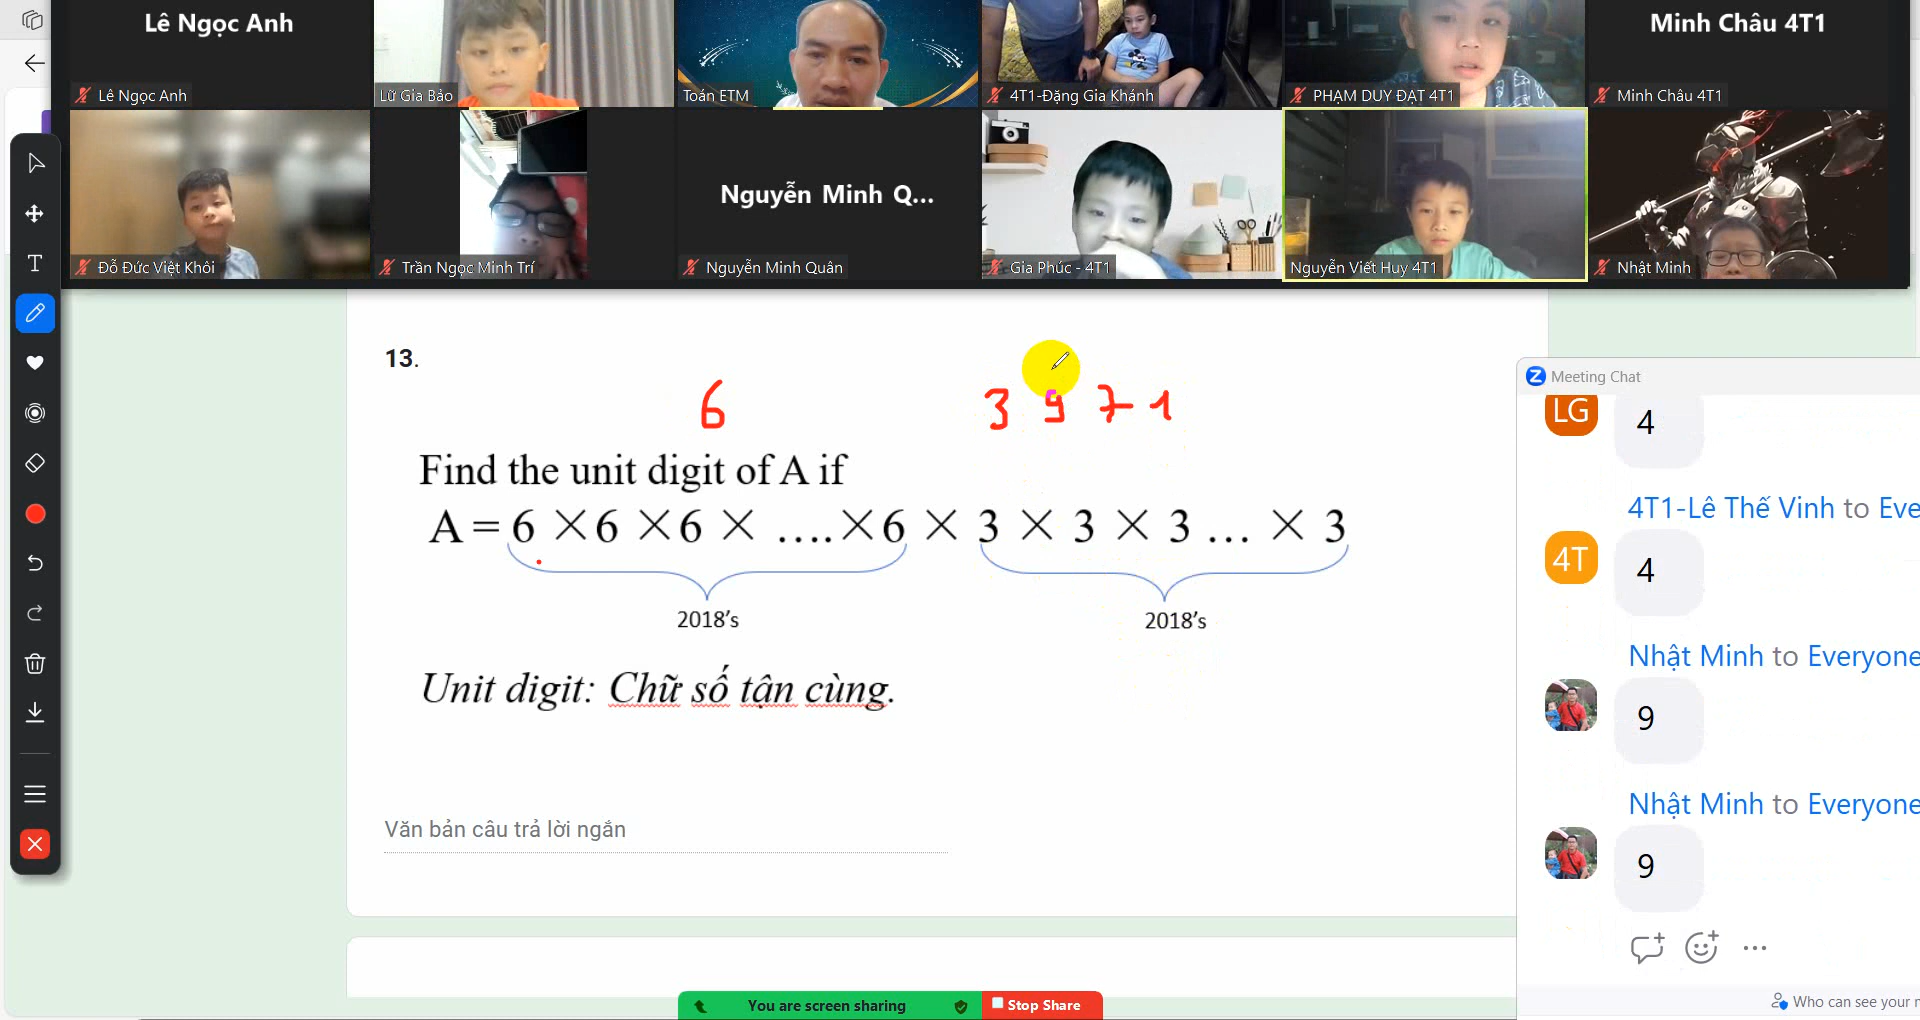 Lê Ngọc Anh
Minh Châu 4T1
Lê Ngọc Anh
Lữ Gia Bảo
Toán ETM
4T1-Đặng Gia Khánh
PHẠM DUY ĐẠT 4T1
Minh Châu 4T1
Nguyễn Minh Q...
Đỗ Đức Việt Khôi
Trần Ngọc Minh Trí
Nguyễn Minh Quân
Gia Phúc - 4T1
Nguyễn Viết Huy 4T1
Nhật Minh
T
13.
6
3 9 7 1
Find the unit digit of A if
A = 6 × 6 × 6 × .... × 6 × 3 × 3 × 3 ... × 3
2018's
2018's
Unit digit: Chữ số tận cùng.
Văn bản câu trả lời ngắn
Meeting Chat
LG
4
4T1-Lê Thế Vinh to Eve
4T
4
Nhật Minh to Everyone
9
Nhật Minh to Everyone
9
Who can see your
You are screen sharing
Stop Share